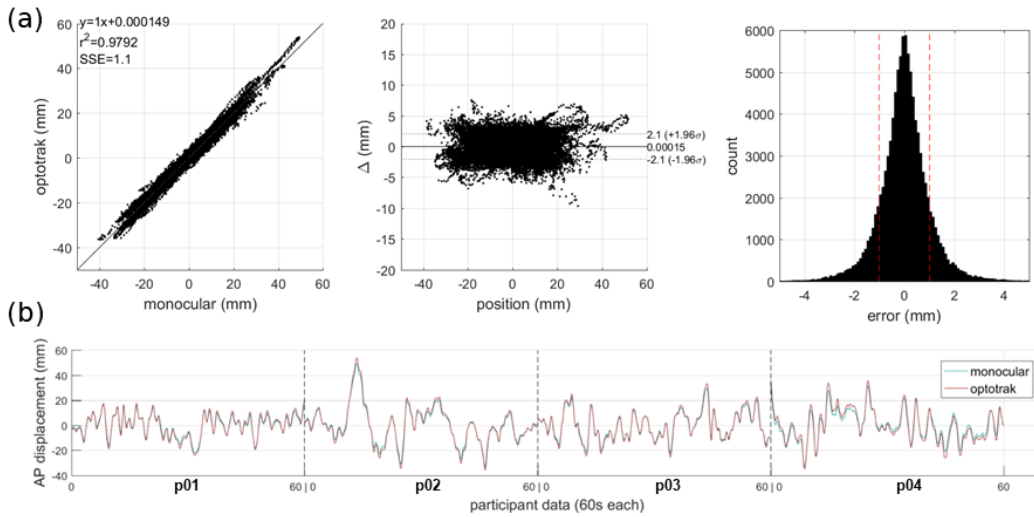 (a)
y=1x+0.000149
r²=0.9792
SSE=1.1
60
40
20
0
-20
-40
optotrak (mm)
-40 -20 0 20 40 60
monocular (mm)
20
15
10
5
0
-5
-10
-15
-20
Δ (mm)
2.1 (+1.96σ)
0.00015
-2.1 (-1.96σ)
-40 -20 0 20 40 60
position (mm)
6000
5000
4000
3000
2000
1000
0
count
-4 -2 0 2 4
error (mm)
(b)
60
40
20
0
-20
-40
AP displacement (mm)
monocular
optotrak
0 p01 60 | 0 p02 60 | 0 p03 60 | 0 p04 60
participant data (60s each)